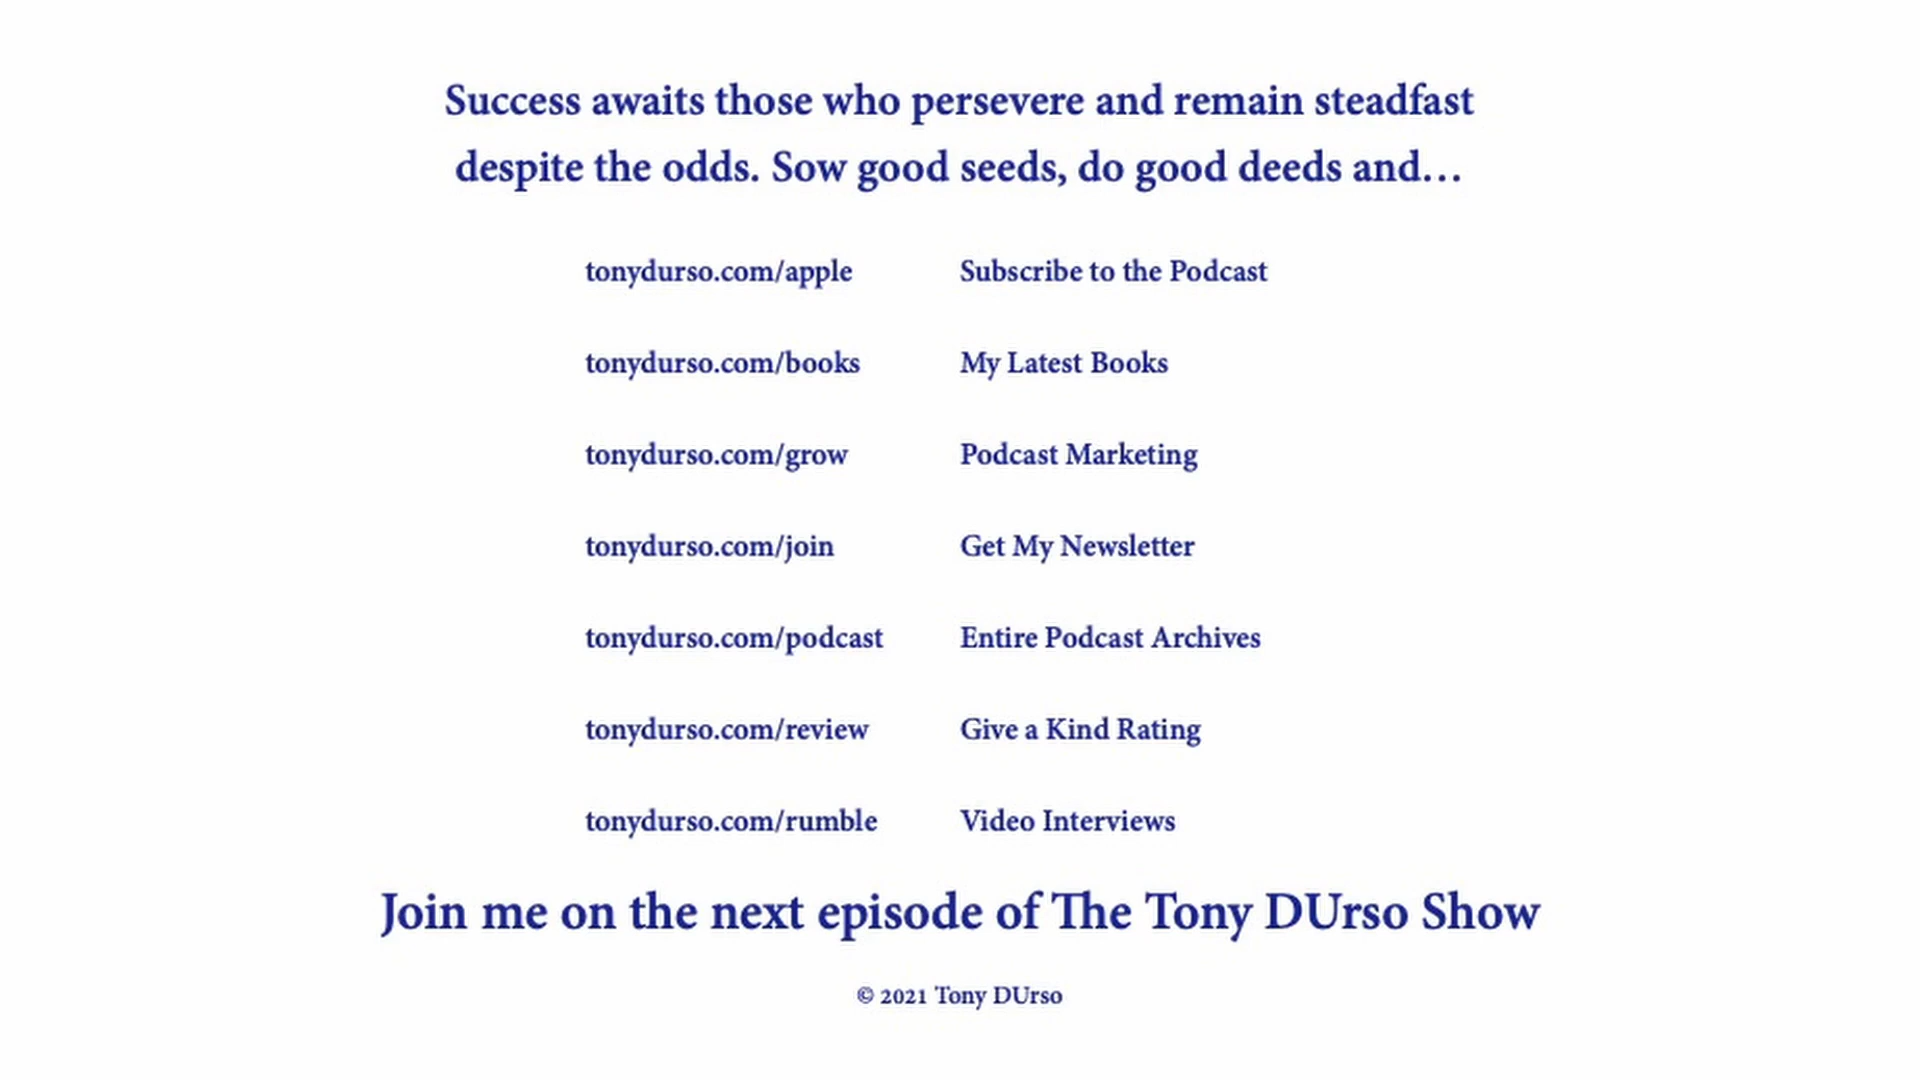 Success awaits those who persevere and remain steadfast
despite the odds. Sow good seeds, do good deeds and…
tonydurso.com/apple Subscribe to the Podcast
tonydurso.com/books My Latest Books
tonydurso.com/grow Podcast Marketing
tonydurso.com/join Get My Newsletter
tonydurso.com/podcast Entire Podcast Archives
tonydurso.com/review Give a Kind Rating
tonydurso.com/rumble Video Interviews
Join me on the next episode of The Tony DUrso Show
© 2021 Tony DUrso